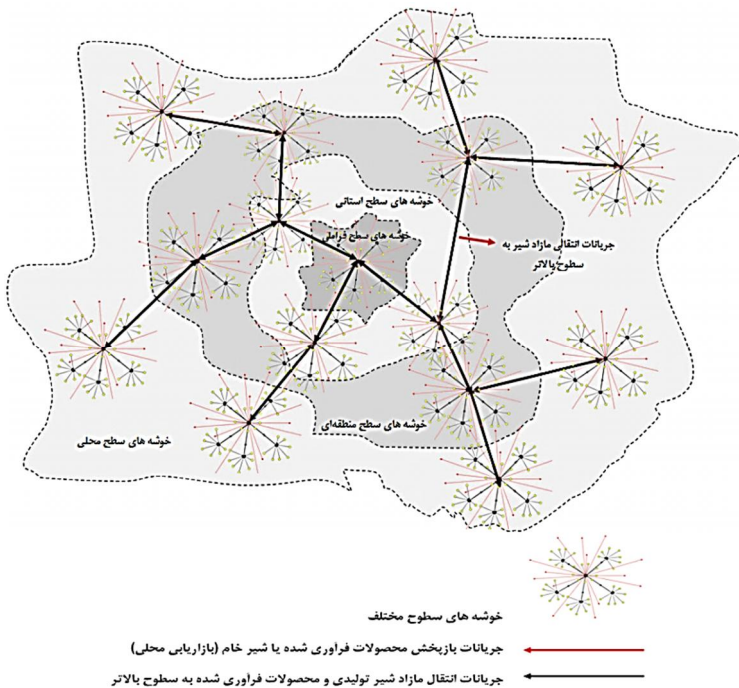 خوشه های سطح استانی
خوشه های سطح فراملی
جریانات انتقالی مازاد شیر به
سطوح بالاتر
خوشه های سطح منطقه‌ای
خوشه های سطح محلی
خوشه های سطوح مختلف
جریانات بازپخش محصولات فرآوری شده یا شیر خام (بازاریابی محلی)
جریانات انتقال مازاد شیر تولیدی و محصولات فرآوری شده به سطوح بالاتر